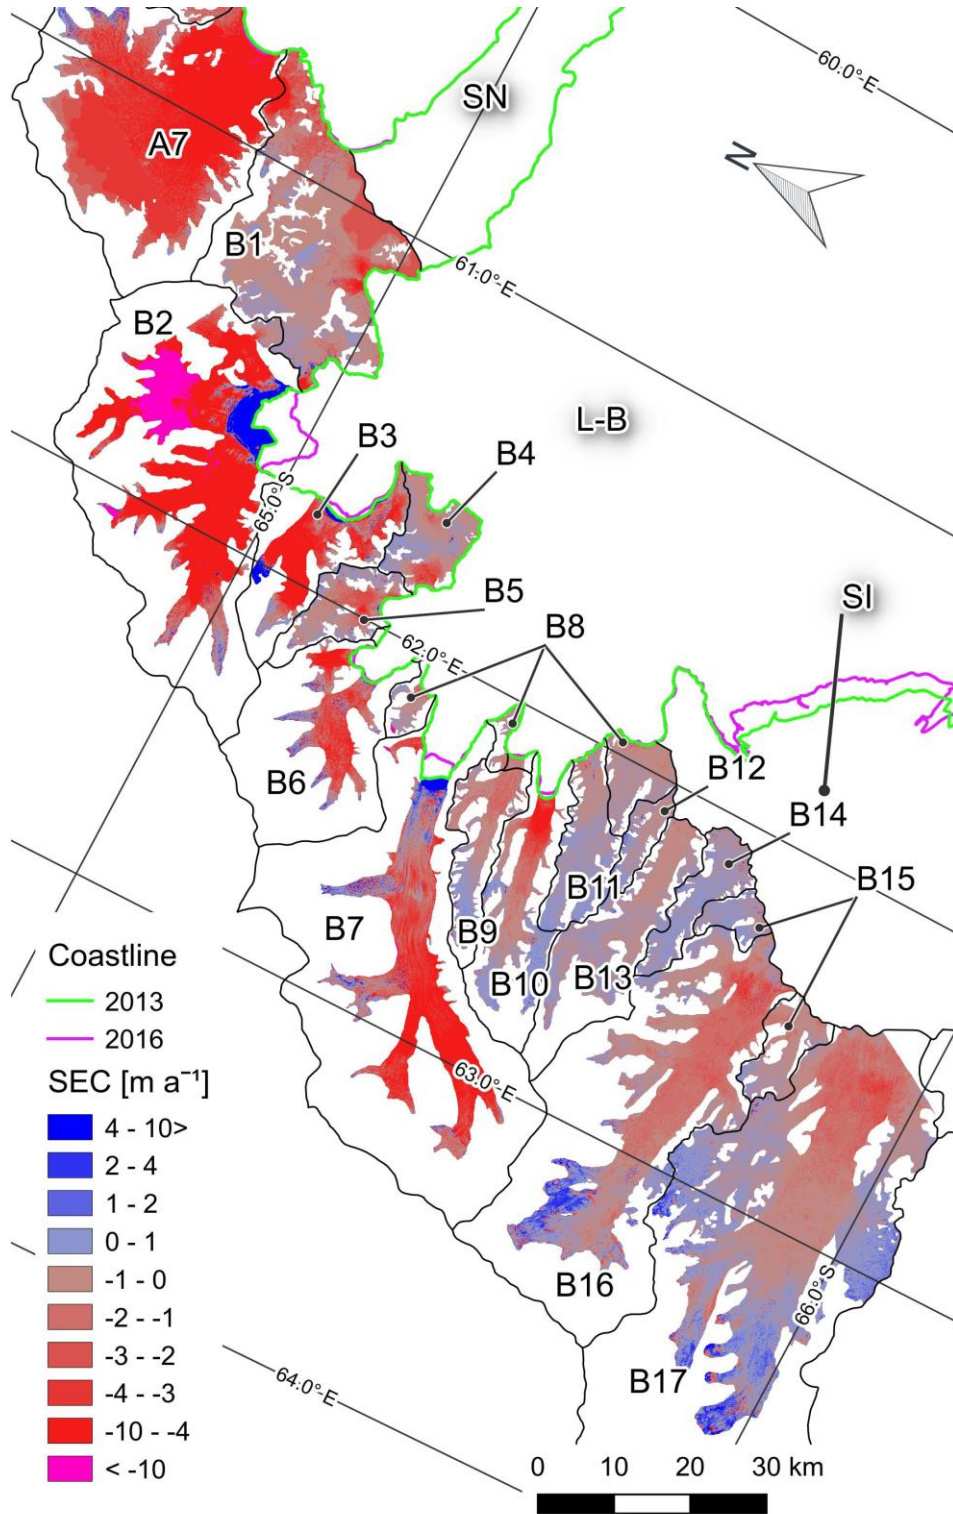 60.0°-E
SN
A7
N
B1
61.0°-E
B2
L-B
B3
B4
65.0°-S
SI
B5
B8
62.0°-E
B12
B6
B14
B15
B11
B7
B9
B13
B10
Coastline
2013
2016
63.0°-E
SEC [m a⁻¹]
4 - 10>
2 - 4
1 - 2
0 - 1
-1 - 0
-2 - -1
-3 - -2
-4 - -3
-10 - -4
< -10
B16
66.0°-S
B17
64.0°-E
0 10 20 30 km